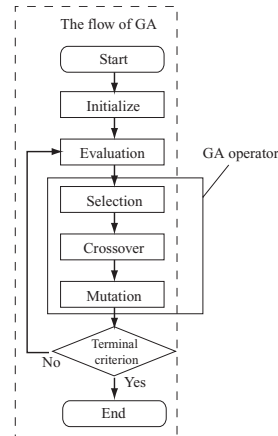 The flow of GA
Start
Initialize
Evaluation
GA operator
Selection
Crossover
Mutation
Terminal
criterion
No
Yes
End